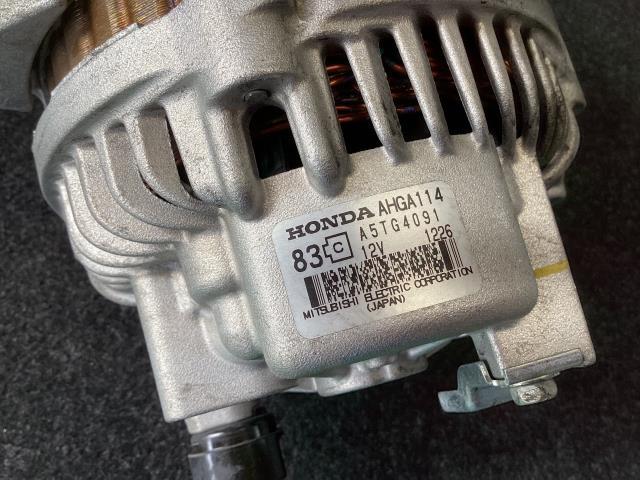 HONDA AHGA114
83 C A5TG4091
12V 1226
MITSUBISHI ELECTRIC CORPORATION
(JAPAN)